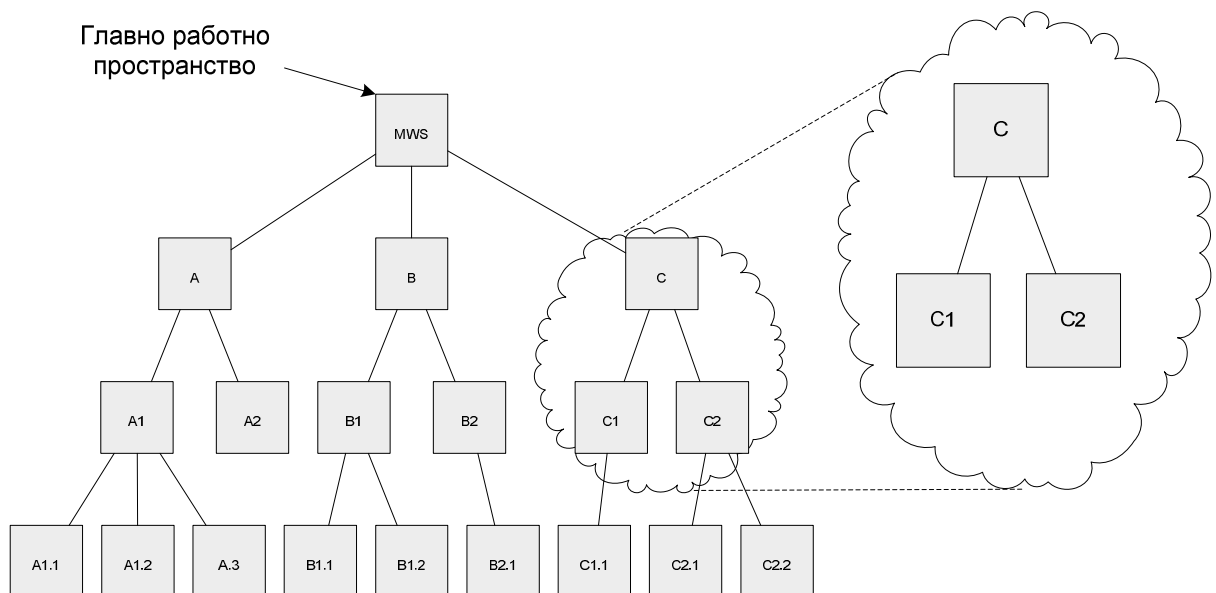 Главно работно
пространство
MWS
C
A
B
C
C1
C2
A1
A2
B1
B2
C1
C2
A1.1
A1.2
A.3
B1.1
B1.2
B2.1
C1.1
C2.1
C2.2